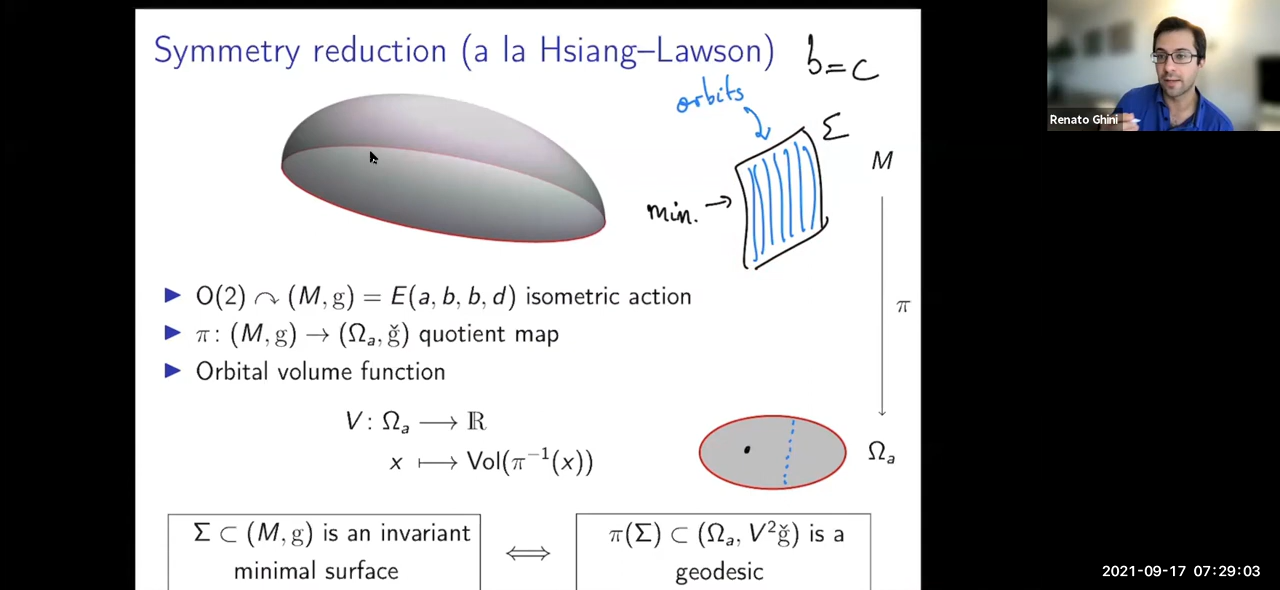 Symmetry reduction (a la Hsiang–Lawson)
b=c
Renato Ghini
orbits
Σ
M
min.
▶ O(2) ↷ (M, g) = E(a, b, b, d) isometric action
π
▶ π: (M, g) → (Ωₐ, ǧ) quotient map
▶ Orbital volume function
V: Ωₐ ⟶ ℝ
x ⟼ Vol(π⁻¹(x))
Ωₐ
Σ ⊂ (M, g) is an invariant
minimal surface
⟺
π(Σ) ⊂ (Ωₐ, V²ǧ) is a
geodesic
2021-09-17 07:29:03